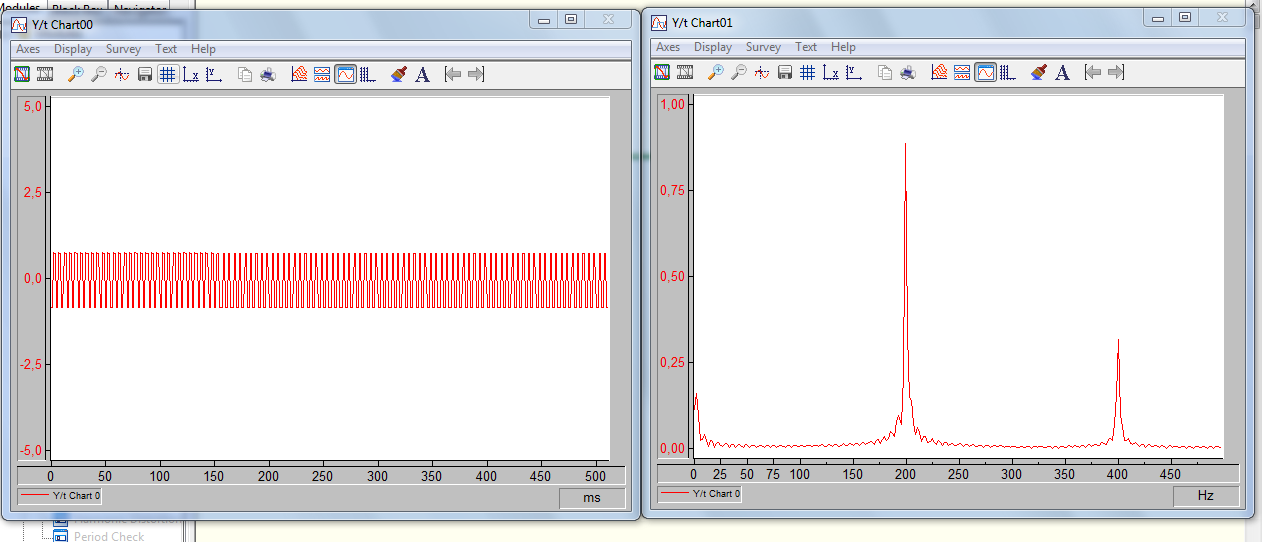 Modules Black Box Navigator
Y/t Chart00
Axes Display Survey Text Help
5,0
2,5
0,0
-2,5
-5,0
0 50 100 150 200 250 300 350 400 450 500
Y/t Chart 0
ms
Y/t Chart01
Axes Display Survey Text Help
1,00
0,75
0,50
0,25
0,00
0 25 50 75 100 150 200 250 300 350 400 450
Y/t Chart 0
Hz
Harmonic Distortion
Period Check